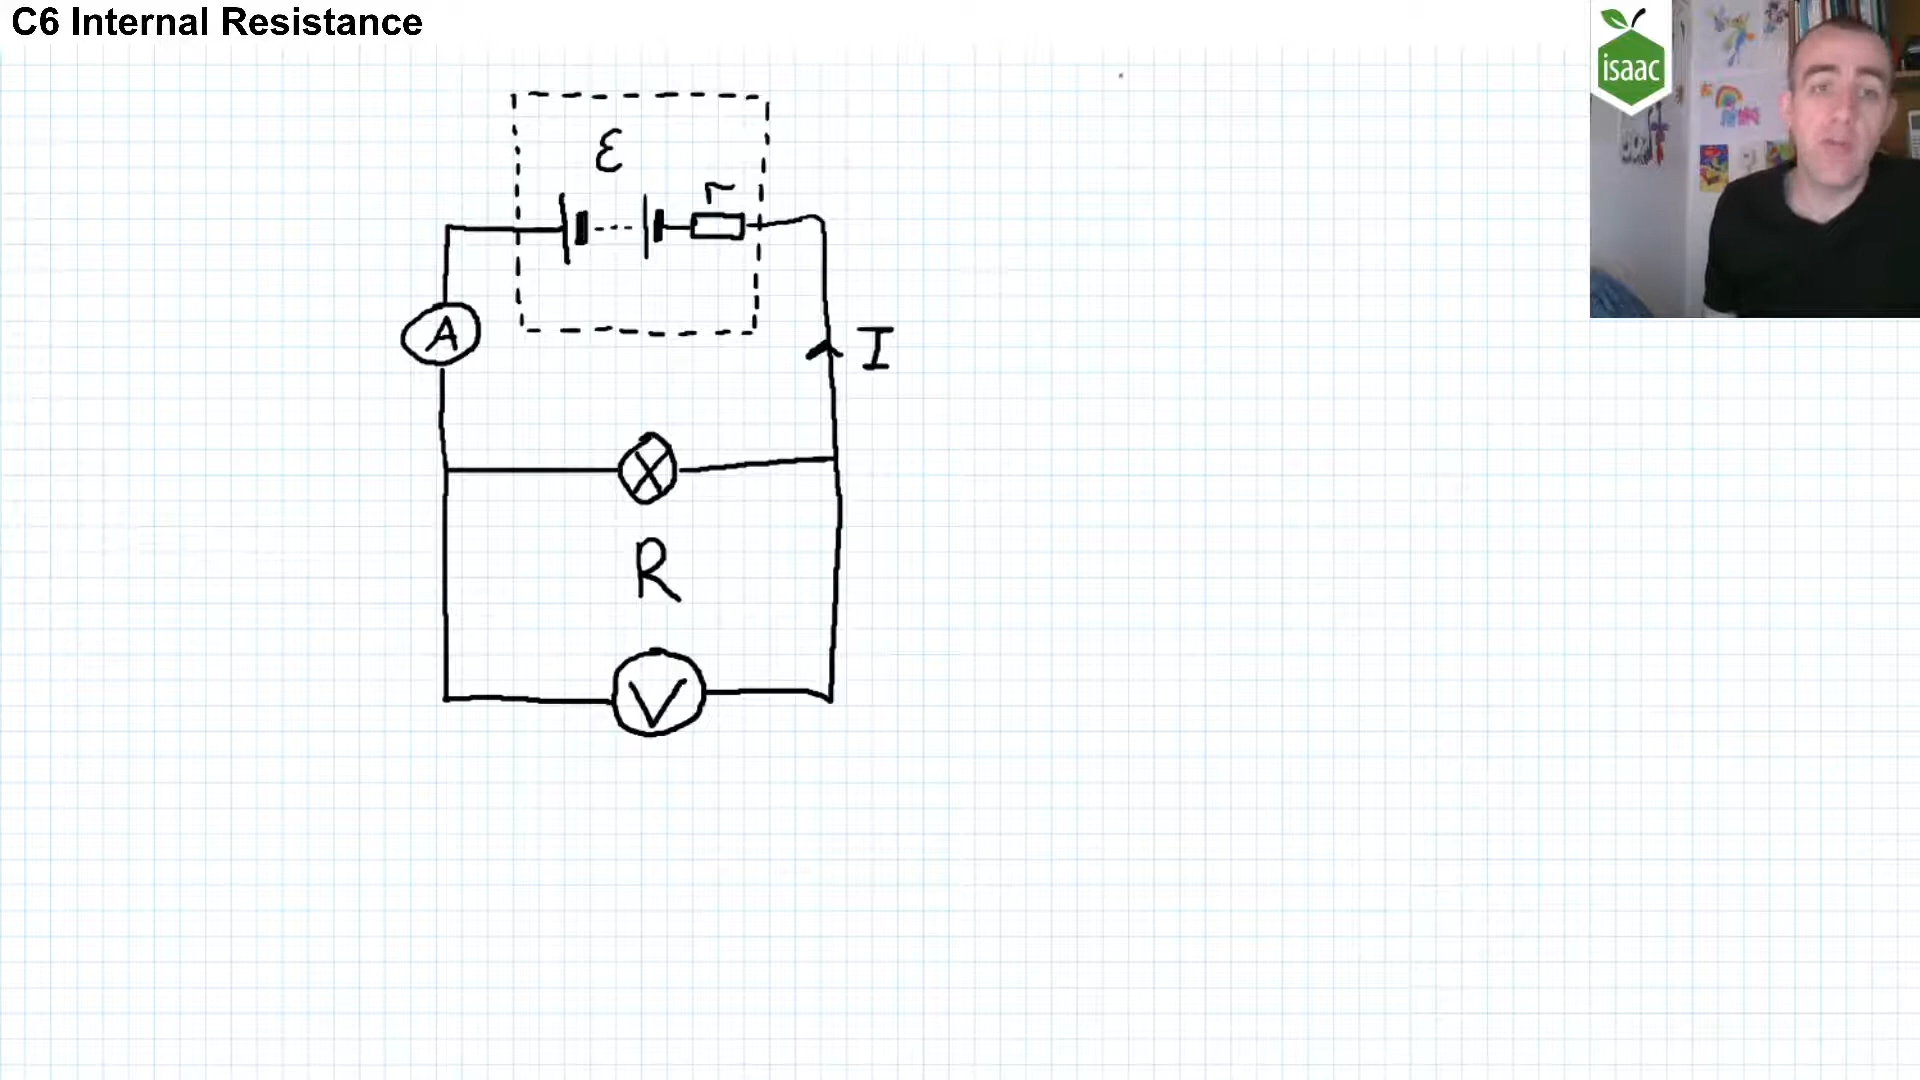 C6 Internal Resistance
isaac
ε
r
A
I
R
V